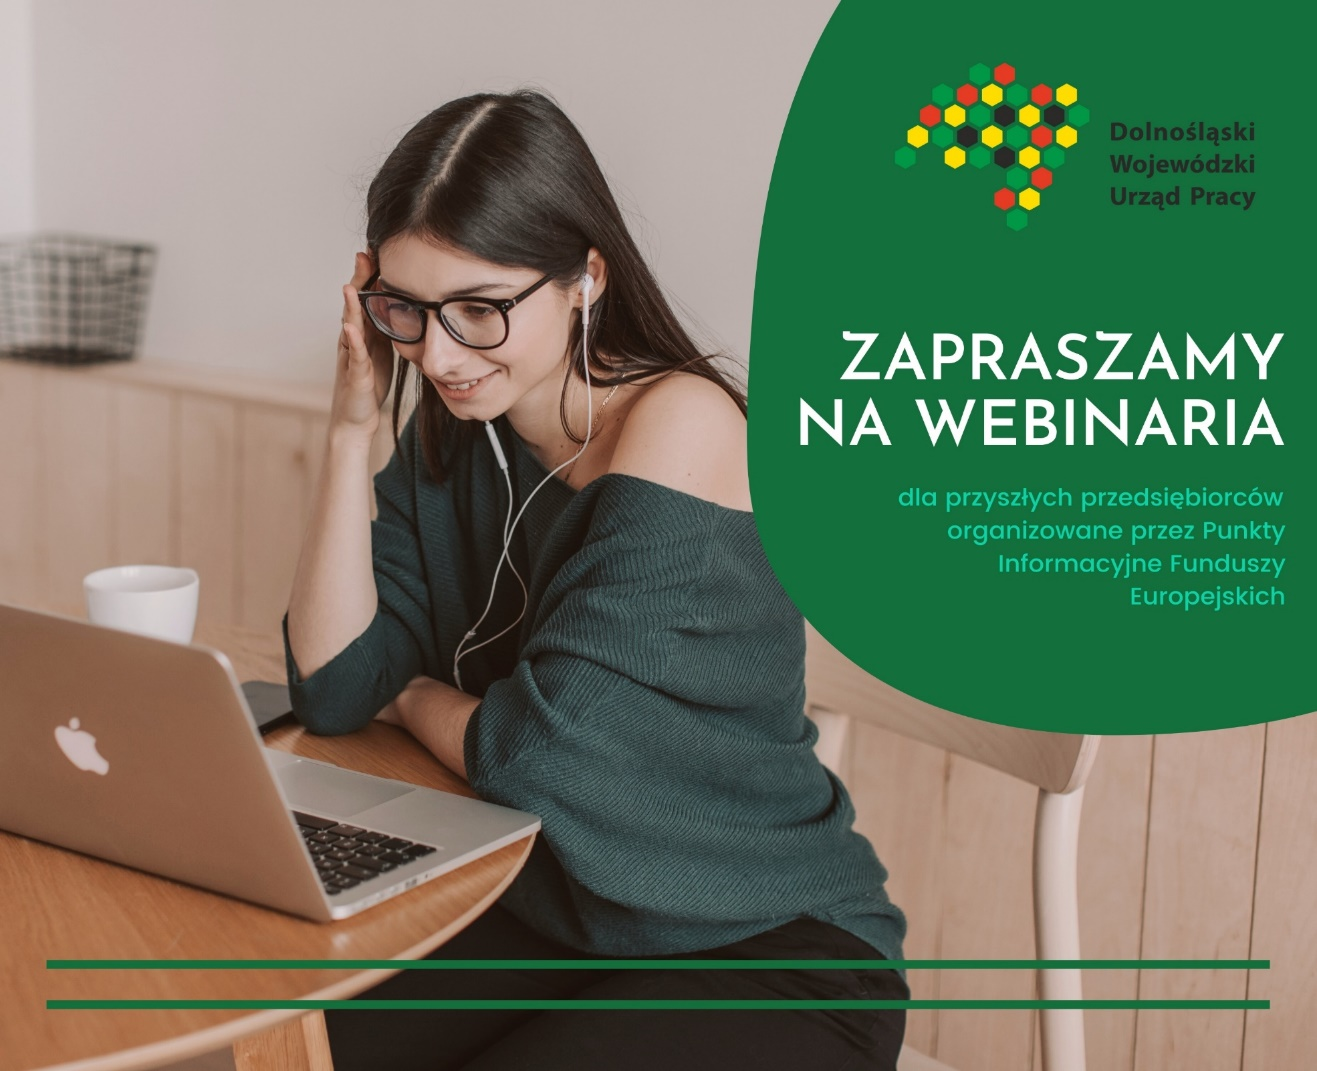 Dolnośląski
Wojewódzki
Urząd Pracy
ZAPRASZAMY
NA WEBINARIA
dla przyszłych przedsiębiorców
organizowane przez Punkty
Informacyjne Funduszy
Europejskich